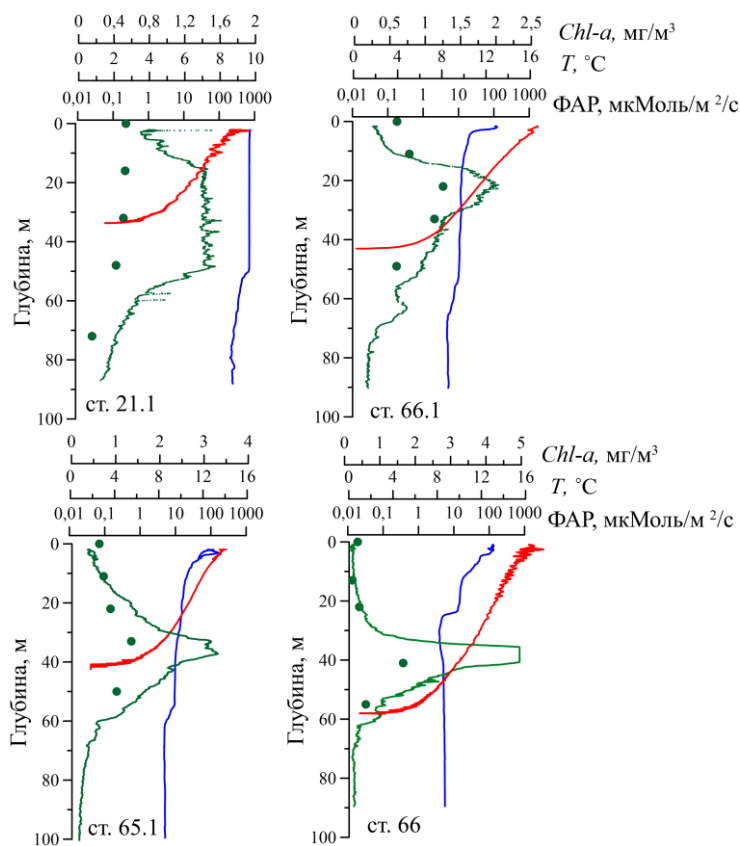 0 0,4 0,8 1,2 1,6 2
0 2 4 6 8 10
0,01 0,1 1 10 100 1000
0 0,5 1 1,5 2 2,5
0 4 8 12 16
0,01 0,1 1 10 100 1000
Chl-a, мг/м³
T, °C
ФАР, мкМоль/м ²/с
Глубина, м
0
20
40
60
80
100
ст. 21.1
Глубина, м
0
20
40
60
80
100
ст. 66.1
0 1 2 3 4
0 4 8 12 16
0,01 0,1 1 10 100 1000
0 1 2 3 4 5
0 4 8 12 16
0,01 0,1 1 10 100 1000
Chl-a, мг/м³
T, °C
ФАР, мкМоль/м ²/с
Глубина, м
0
20
40
60
80
100
ст. 65.1
Глубина, м
0
20
40
60
80
100
ст. 66